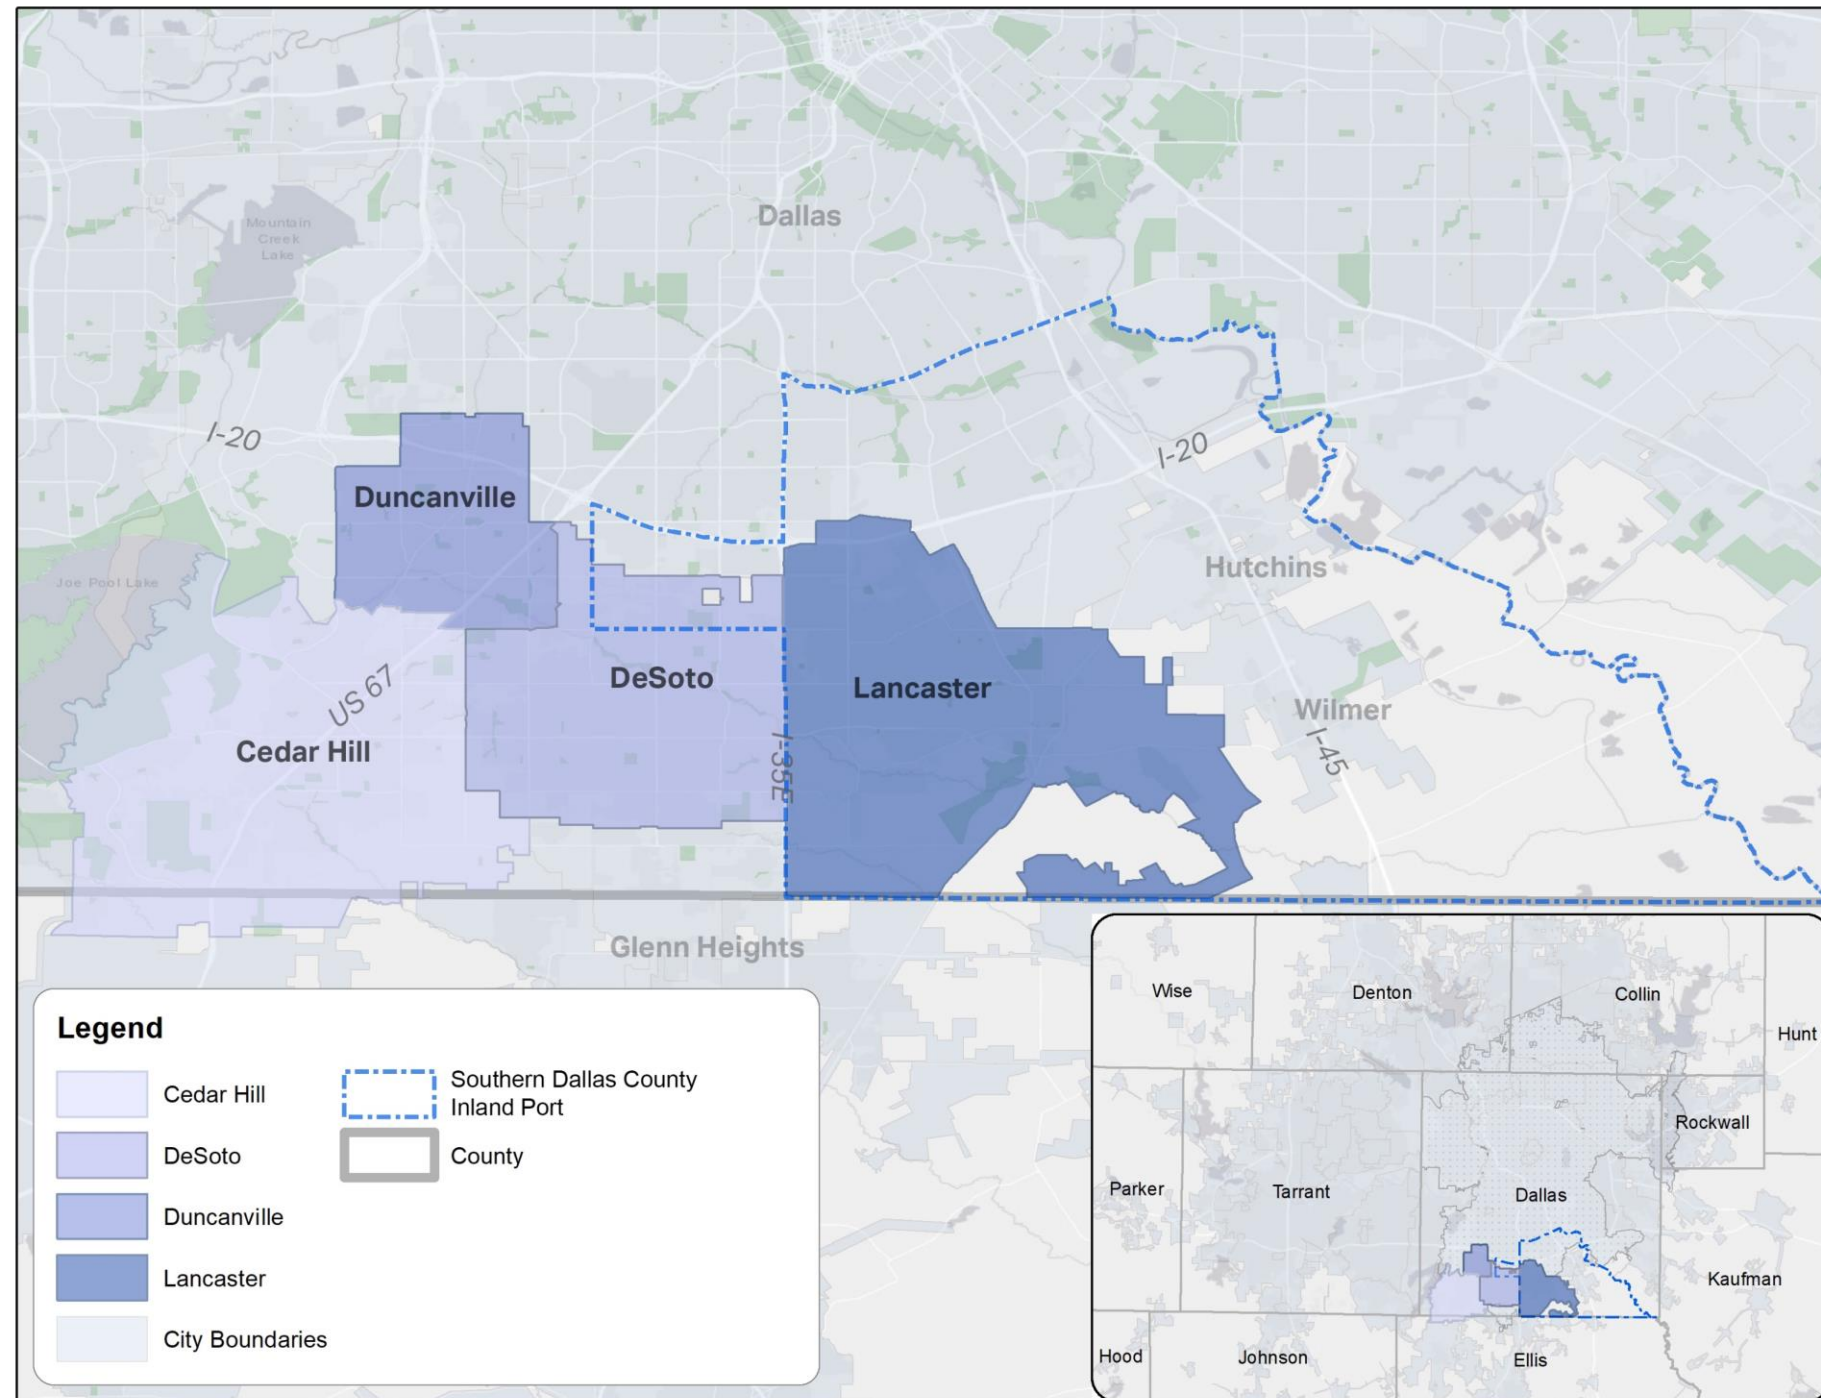 Dallas
Mountain
Creek
Lake
I-20
I-20
Duncanville
Hutchins
Joe Pool Lake
US 67
DeSoto
Lancaster
Wilmer
Cedar Hill
I-35E
I-45
Glenn Heights
Legend
Cedar Hill
DeSoto
Duncanville
Lancaster
City Boundaries
Southern Dallas County
Inland Port
County
Wise
Denton
Collin
Hunt
Rockwall
Parker
Tarrant
Dallas
Kaufman
Hood
Johnson
Ellis